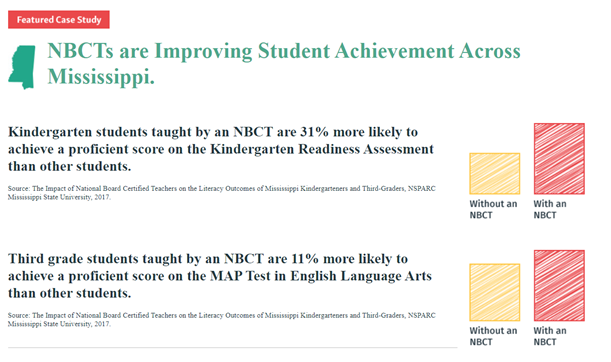 Featured Case Study
NBCTs are Improving Student Achievement Across
Mississippi.
Kindergarten students taught by an NBCT are 31% more likely to
achieve a proficient score on the Kindergarten Readiness Assessment
than other students.
Source: The Impact of National Board Certified Teachers on the Literacy Outcomes of Mississippi Kindergarteners and Third-Graders, NSPARC
Mississippi State University, 2017.
Without an
NBCT
With an
NBCT
Third grade students taught by an NBCT are 11% more likely to
achieve a proficient score on the MAP Test in English Language Arts
than other students.
Source: The Impact of National Board Certified Teachers on the Literacy Outcomes of Mississippi Kindergarteners and Third-Graders, NSPARC
Mississippi State University, 2017.
Without an
NBCT
With an
NBCT